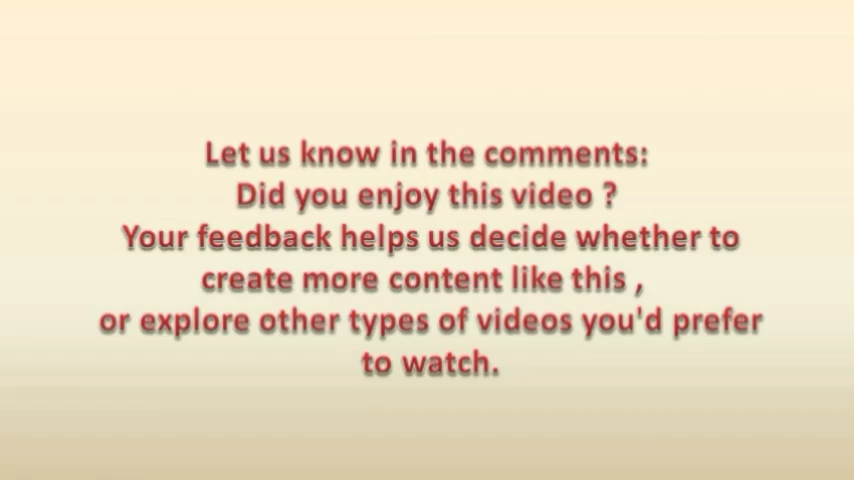 Let us know in the comments:
Did you enjoy this video ?
Your feedback helps us decide whether to
create more content like this ,
or explore other types of videos you'd prefer
to watch.